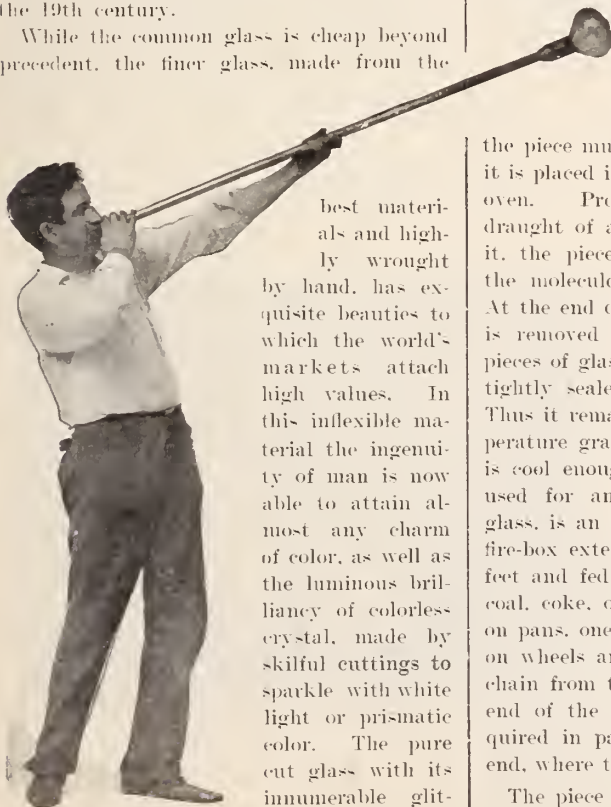 the 19th century.
While the common glass is cheap beyond
precedent, the finer glass, made from the
best materi-
als and high-
ly wrought
by hand, has ex-
quisite beauties to
which the world's
markets attach
high values. In
this inflexible ma-
terial the ingenui-
ty of man is now
able to attain al-
most any charm
of color, as well as
the luminous bril-
liancy of colorless
crystal, made by
skilful cuttings to
sparkle with white
light or prismatic
color. The pure
cut glass with its
innumerable glit-
the piece mu
it is placed i
oven. Pre
draught of a
it, the piece
the molecul
At the end o
is removed
pieces of glas
tightly seale
Thus it rema
perature gra
is cool enoug
used for an
glass, is an
fire-box exte
feet and fed
coal, coke, o
on pans, one
on wheels an
chain from t
end of the
quired in pa
end, where t
The piece